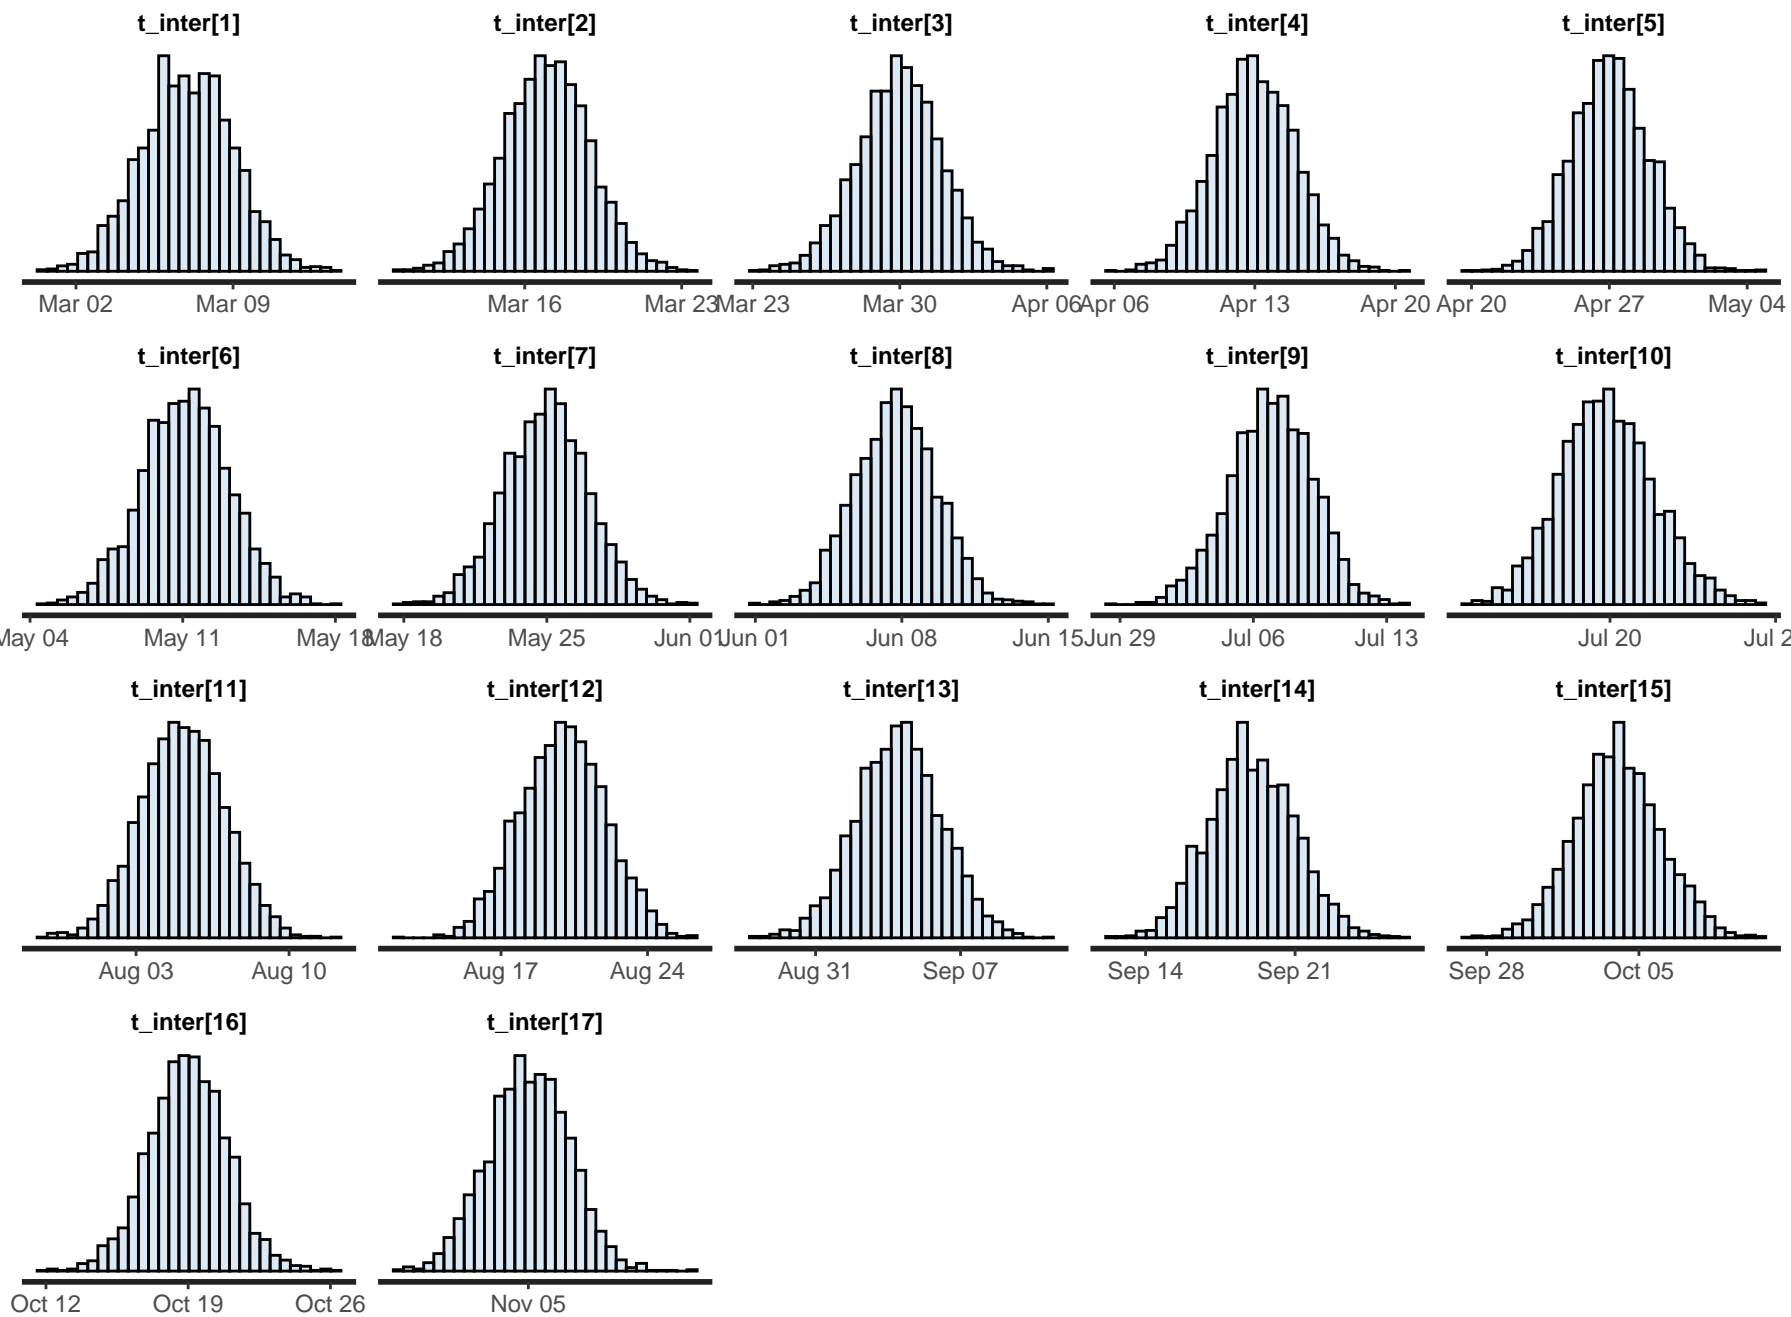 t_inter[1] t_inter[2] t_inter[3] t_inter[4] t_inter[5]
Mar 02 Mar 09 Mar 16 Mar 23 Mar 23 Mar 30 Apr 06 Apr 06 Apr 13 Apr 20 Apr 20 Apr 27 May 04
t_inter[6] t_inter[7] t_inter[8] t_inter[9] t_inter[10]
May 04 May 11 May 18 May 18 May 25 Jun 01 Jun 01 Jun 08 Jun 15 Jun 29 Jul 06 Jul 13 Jul 20 Jul 2
t_inter[11] t_inter[12] t_inter[13] t_inter[14] t_inter[15]
Aug 03 Aug 10 Aug 17 Aug 24 Aug 31 Sep 07 Sep 14 Sep 21 Sep 28 Oct 05
t_inter[16] t_inter[17]
Oct 12 Oct 19 Oct 26 Nov 05